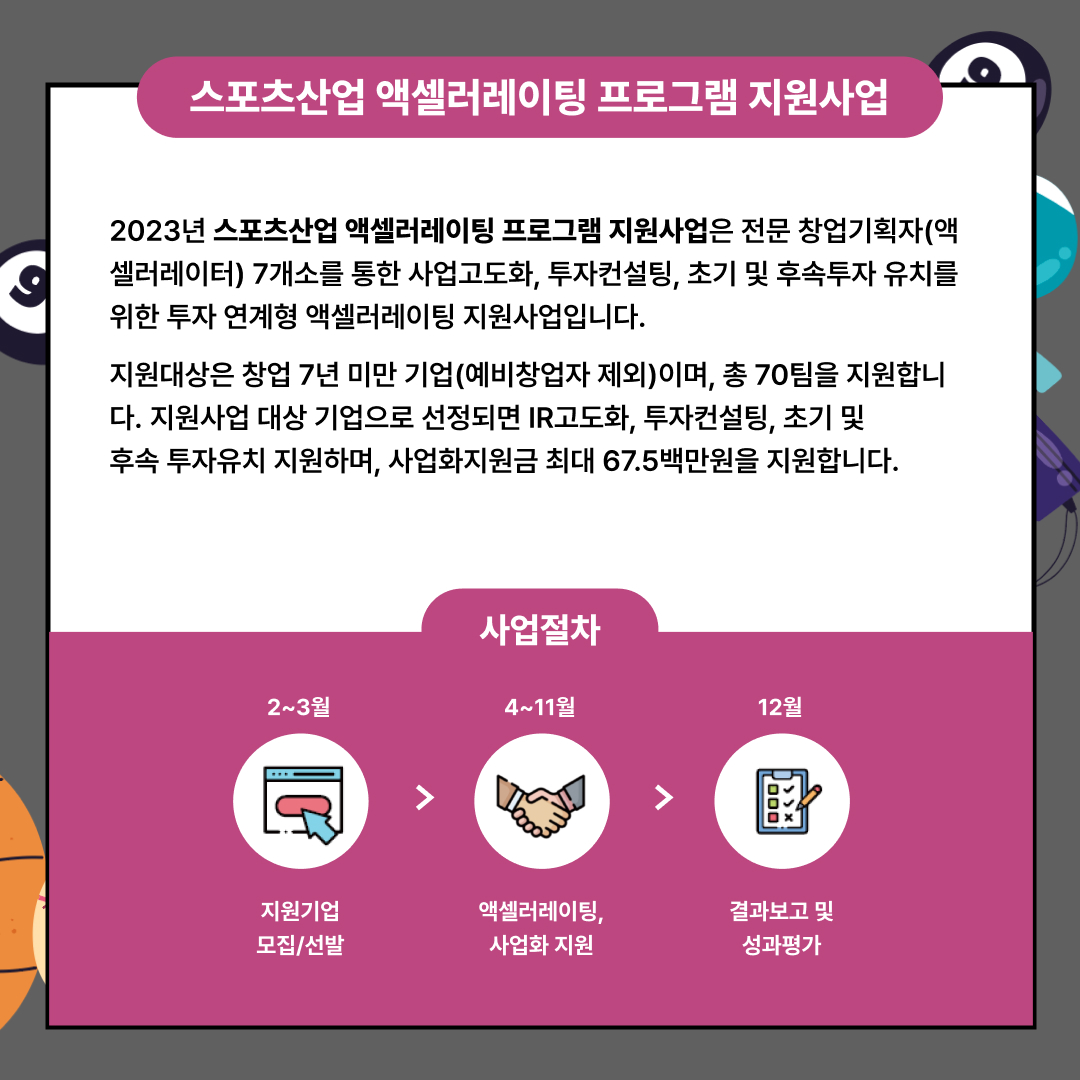 스포츠산업 액셀러레이팅 프로그램 지원사업
9
9
2023년 스포츠산업 액셀러레이팅 프로그램 지원사업은 전문 창업기획자(액
셀러레이터) 7개소를 통한 사업고도화, 투자컨설팅, 초기 및 후속투자 유치를
위한 투자 연계형 액셀러레이팅 지원사업입니다.
지원대상은 창업 7년 미만 기업(예비창업자 제외)이며, 총 70팀을 지원합니
다. 지원사업 대상 기업으로 선정되면 IR고도화, 투자컨설팅, 초기 및
후속 투자유치 지원하며, 사업화지원금 최대 67.5백만원을 지원합니다.
사업절차
2~3월 > 4~11월 > 12월
지원기업 액셀러레이팅, 결과보고 및
모집/선발 사업화 지원 성과평가